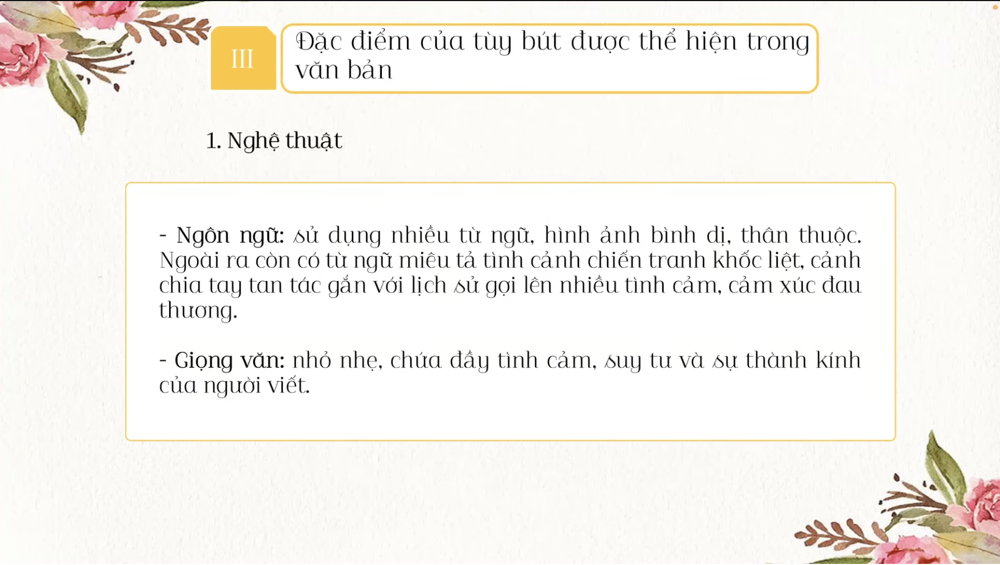 III
Đặc điểm của tùy bút được thể hiện trong
văn bản
1. Nghệ thuật
- Ngôn ngữ: sử dụng nhiều từ ngữ, hình ảnh bình dị, thân thuộc.
Ngoài ra còn có từ ngữ miêu tả tình cảnh chiến tranh khốc liệt, cảnh
chia tay tan tác gắn với lịch sử gợi lên nhiều tình cảm, cảm xúc đau
thương.
- Giọng văn: nhỏ nhẹ, chứa đầy tình cảm, suy tư và sự thành kính
của người viết.